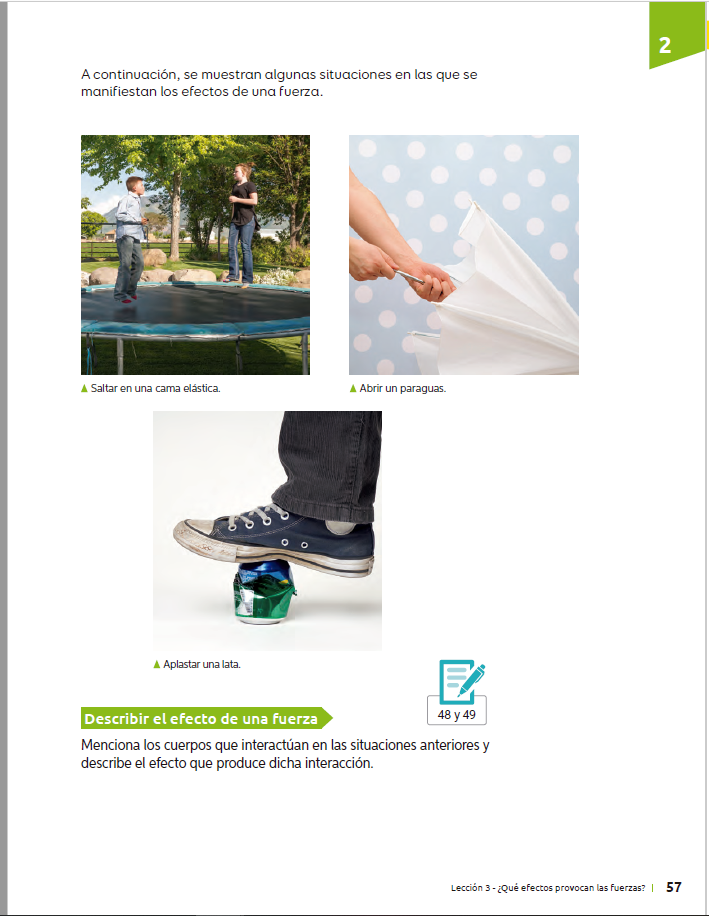 2
A continuación, se muestran algunas situaciones en las que se
manifiestan los efectos de una fuerza.
Saltar en una cama elástica.
Abrir un paraguas.
Aplastar una lata.
48 y 49
Describir el efecto de una fuerza
Menciona los cuerpos que interactúan en las situaciones anteriores y
describe el efecto que produce dicha interacción.
Lección 3 - ¿Qué efectos provocan las fuerzas? 57